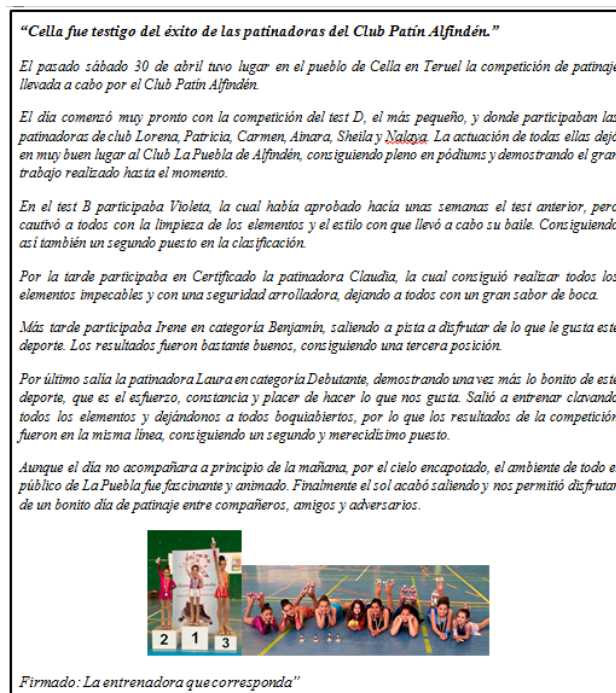 “Cella fue testigo del éxito de las patinadoras del Club Patín Alfindén.”
El pasado sábado 30 de abril tuvo lugar en el pueblo de Cella en Teruel la competición de patinaje
llevada a cabo por el Club Patín Alfindén.
El día comenzó muy pronto con la competición del test D, el más pequeño, y donde participaban las
patinadoras de club Lorena, Patricia, Carmen, Ainara, Sheila y Nalaya. La actuación de todas ellas dejó
en muy buen lugar al Club La Puebla de Alfindén, consiguiendo pleno en pódiums y demostrando el gran
trabajo realizado hasta el momento.
En el test B participaba Violeta, la cual había aprobado hacía unas semanas el test anterior, pero
cautivó a todos con la limpieza de los elementos y el estilo con que llevó a cabo su baile. Consiguiendo
así también un segundo puesto en la clasificación.
Por la tarde participaba en Certificado la patinadora Claudia, la cual consiguió realizar todos los
elementos impecables y con una seguridad arrolladora, dejando a todos con un gran sabor de boca.
Más tarde participaba Irene en categoría Benjamín, saliendo a pista a disfrutar de lo que le gusta este
deporte. Los resultados fueron bastante buenos, consiguiendo una tercera posición.
Por último salía la patinadora Laura en categoría Debutante, demostrando una vez más lo bonito de este
deporte, que es el esfuerzo, constancia y placer de hacer lo que nos gusta. Salió a entrenar clavando
todos los elementos y dejándonos a todos boquiabiertos, por lo que los resultados de la competición
fueron en la misma línea, consiguiendo un segundo y merecidísimo puesto.
Aunque el día no acompañara a principio de la mañana, por el cielo encapotado, el ambiente de todo el
público de La Puebla fue fascinante y animado. Finalmente el sol acabó saliendo y nos permitió disfrutar
de un bonito día de patinaje entre compañeros, amigos y adversarios.
2 1 3
Firmado: La entrenadora que corresponda”